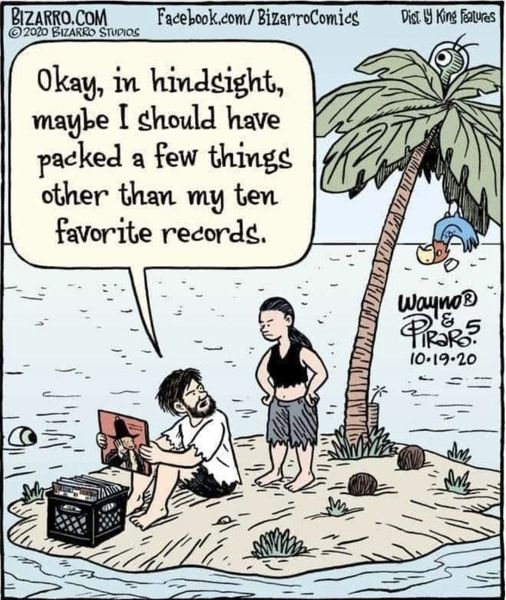 BIZARRO.COM
Facebook.com/BizarroComics
Dist. by King Features
©2020 BIZARRO STUDIOS
Okay, in hindsight,
maybe I should have
packed a few things
other than my ten
favorite records.
Wayno®
&
PIRARO.
5
10•19•20
K2